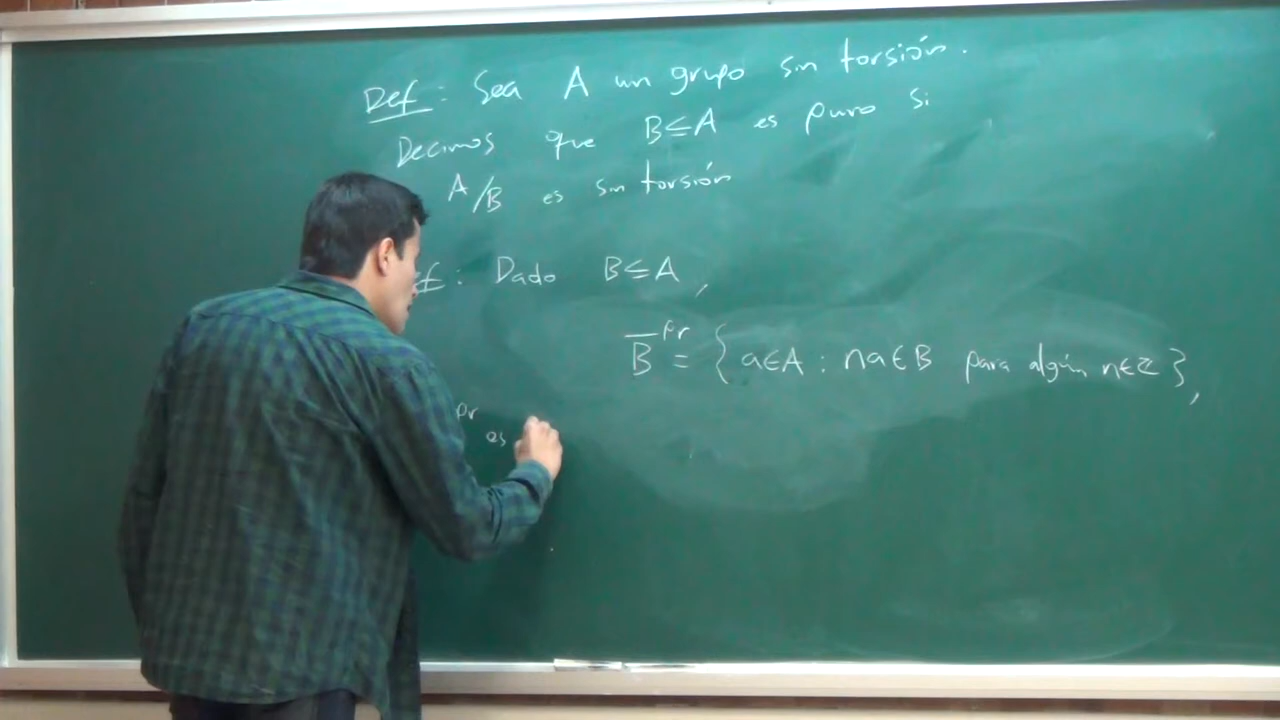 Def: Sea A un grupo sin torsión.
Decimos que B≤A es puro si
A/B es sin torsión
ef: Dado B≤A,
B̅^pr = {a∈A : na∈B para algún n∈ℤ},
pr es